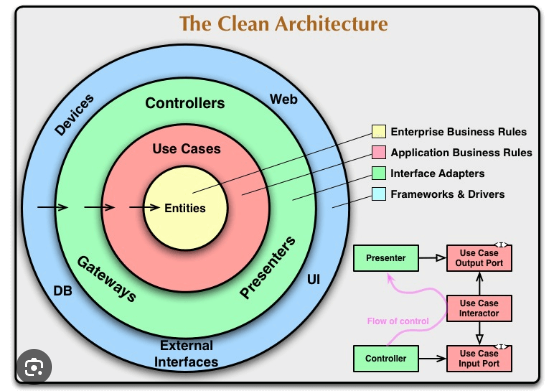 The Clean Architecture
Devices
Web
Controllers
Use Cases
Entities
Gateways
Presenters
DB
UI
External
Interfaces
Enterprise Business Rules
Application Business Rules
Interface Adapters
Frameworks & Drivers
Presenter
Use Case
Output Port
<I>
Flow of control
Use Case
Interactor
Controller
Use Case
Input Port
<I>